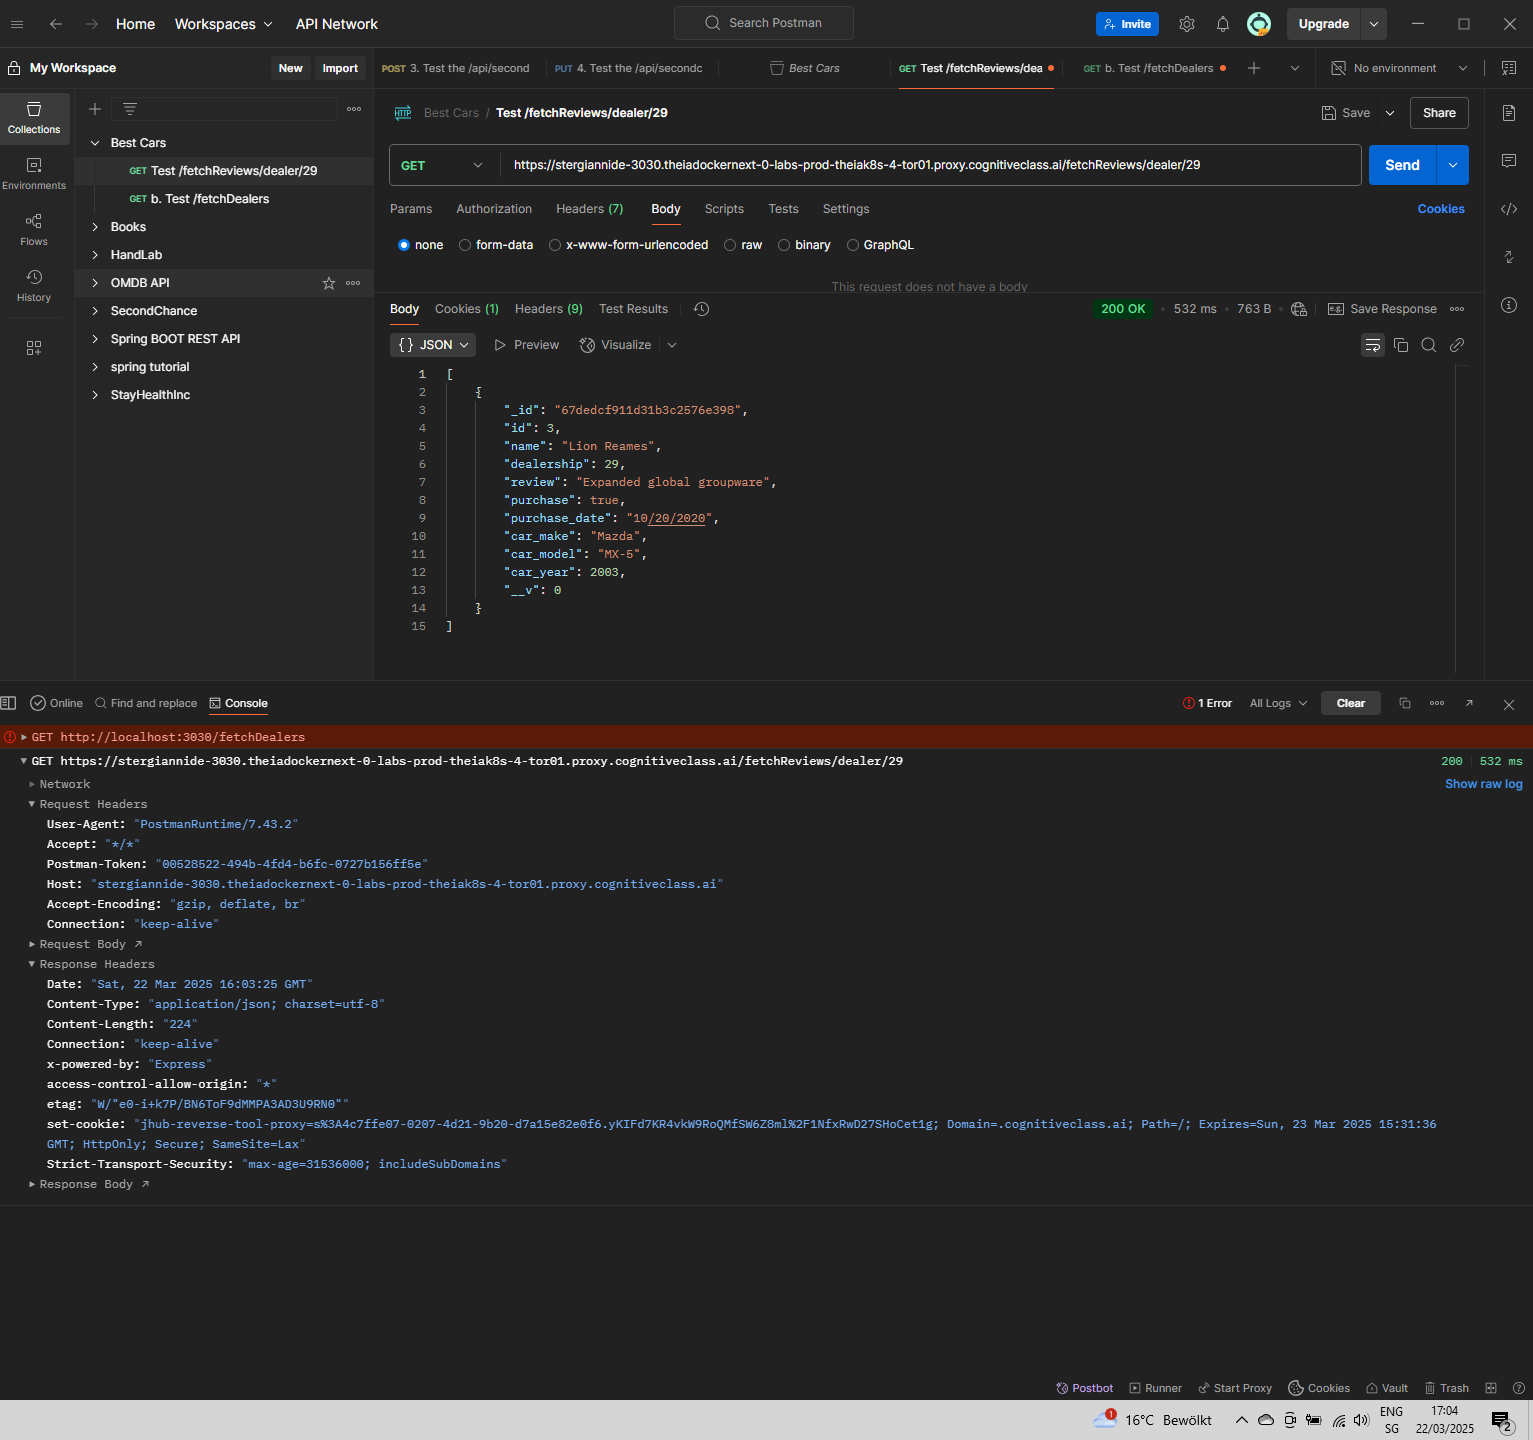 Home Workspaces API Network Search Postman Invite Upgrade
My Workspace New Import POST 3. Test the /api/second PUT 4. Test the /api/secondc Best Cars GET Test /fetchReviews/dea GET b. Test /fetchDealers No environment
Collections
Environments
Flows
History
Best Cars
GET Test /fetchReviews/dealer/29
GET b. Test /fetchDealers
Books
HandLab
OMDB API
SecondChance
Spring BOOT REST API
spring tutorial
StayHealthInc
HTTP Best Cars / Test /fetchReviews/dealer/29 Save Share
GET https://stergiannide-3030.theiadockernext-0-labs-prod-theiak8s-4-tor01.proxy.cognitiveclass.ai/fetchReviews/dealer/29 Send
Params Authorization Headers (7) Body Scripts Tests Settings Cookies
none form-data x-www-form-urlencoded raw binary GraphQL
This request does not have a body
Body Cookies (1) Headers (9) Test Results 200 OK • 532 ms • 763 B • e.g. Save Response
{} JSON Preview Visualize
1 [
2 {
3 "_id": "67dedcf911d31b3c2576e398",
4 "id": 3,
5 "name": "Lion Reames",
6 "dealership": 29,
7 "review": "Expanded global groupware",
8 "purchase": true,
9 "purchase_date": "10/20/2020",
10 "car_make": "Mazda",
11 "car_model": "MX-5",
12 "car_year": 2003,
13 "__v": 0
14 }
15 ]
Online Find and replace Console 1 Error All Logs Clear
GET http://localhost:3030/fetchDealers
GET https://stergiannide-3030.theiadockernext-0-labs-prod-theiak8s-4-tor01.proxy.cognitiveclass.ai/fetchReviews/dealer/29 200 532 ms
Network Show raw log
Request Headers
User-Agent: "PostmanRuntime/7.43.2"
Accept: "*/*"
Postman-Token: "00528522-494b-4fd4-b6fc-0727b156ff5e"
Host: "stergiannide-3030.theiadockernext-0-labs-prod-theiak8s-4-tor01.proxy.cognitiveclass.ai"
Accept-Encoding: "gzip, deflate, br"
Connection: "keep-alive"
Request Body
Response Headers
Date: "Sat, 22 Mar 2025 16:03:25 GMT"
Content-Type: "application/json; charset=utf-8"
Content-Length: "224"
Connection: "keep-alive"
x-powered-by: "Express"
access-control-allow-origin: "*"
etag: "W/"e0-i+k7P/BN6ToF9dMMPA3AD3U9RN0""
set-cookie: "jhub-reverse-tool-proxy=s%3A4c7ffe07-0207-4d21-9b20-d7a15e82e0f6.yKIFd7KR4vkW9RoQMfSW6Z8ml%2F1NfxRwD27SHoCet1g; Domain=.cognitiveclass.ai; Path=/; Expires=Sun, 23 Mar 2025 15:31:36
GMT; HttpOnly; Secure; SameSite=Lax"
Strict-Transport-Security: "max-age=31536000; includeSubDomains"
Response Body
Postbot Runner Start Proxy Cookies Vault Trash
1 16°C Bewölkt ENG 17:04
SG 22/03/2025 2